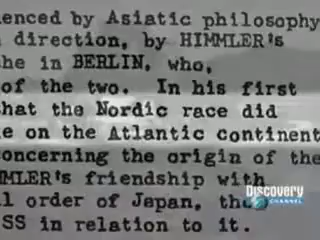 enced by Asiatic philosophy
direction, by HIMMLER's
he in BERLIN, who,
of the two. In his first
hat the Nordic race did
e on the Atlantic continent
oncerning the origin of the
MLER's friendship with
l order of Japan, the
SS in relation to it.
Discovery
CHANNEL